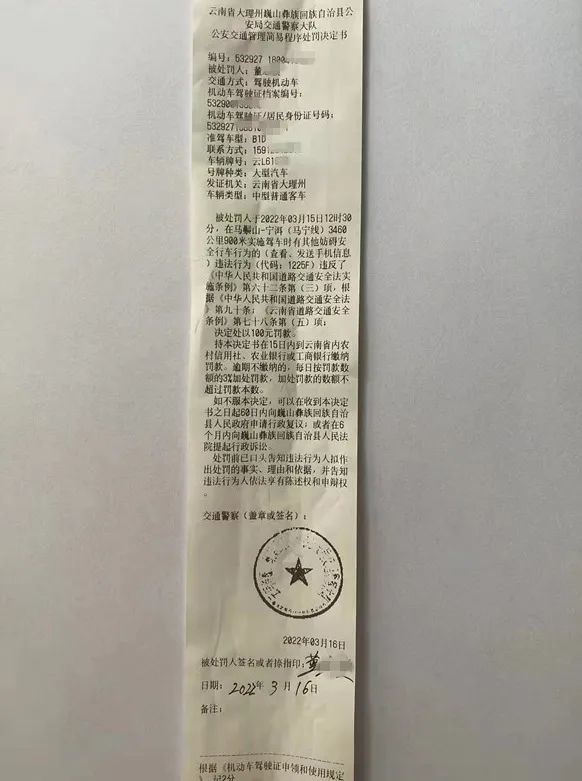 云南省大理州巍山彝族回族自治县公
安局交通警察大队
公安交通管理简易程序处罚决定书
编号: 532927 1800
被处罚人: 董
交通方式: 驾驶机动车
机动车驾驶证档案编号:
532900
机动车驾驶证/居民身份证号码:
532927
准驾车型: B1D
联系方式: 1591
车辆牌号: 云L61
号牌种类: 大型汽车
发证机关: 云南省大理州
车辆类型: 中型普通客车
被处罚人于2022年03月15日12时30
分, 在马鞍山-宁洱 (马宁线) 3460
公里900米实施驾车时有其他妨碍安
全行车行为的 (查看、发送手机信息
) 违法行为 (代码: 1225F) 违反了
《中华人民共和国道路交通安全法实
施条例》第六十二条第 (三) 项, 根
据《中华人民共和国道路交通安全法
》第九十条; 《云南省道路交通安全
条例》第七十八条第 (五) 项;
决定处以100元罚款。
持本决定书在15日内到云南省内农
村信用社、农业银行或工商银行缴纳
罚款。逾期不缴纳的, 每日按罚款数
额的3%加处罚款, 加处罚款的数额不
超过罚款本数。
如不服本决定, 可以在收到本决定
书之日起60日内向巍山彝族回族自治
县人民政府申请行政复议; 或者在6
个月内向巍山彝族回族自治县人民法
院提起行政诉讼。
处罚前已口头告知违法行为人拟作
出处罚的事实、理由和依据, 并告知
违法行为人依法享有陈述权和申辩权
。
交通警察 (盖章或签名) :
2022年03月16日
被处罚人签名或者捺指印:
日期: 2022年 3 月 16日
备注:
根据《机动车驾驶证申领和使用规定
》记2分